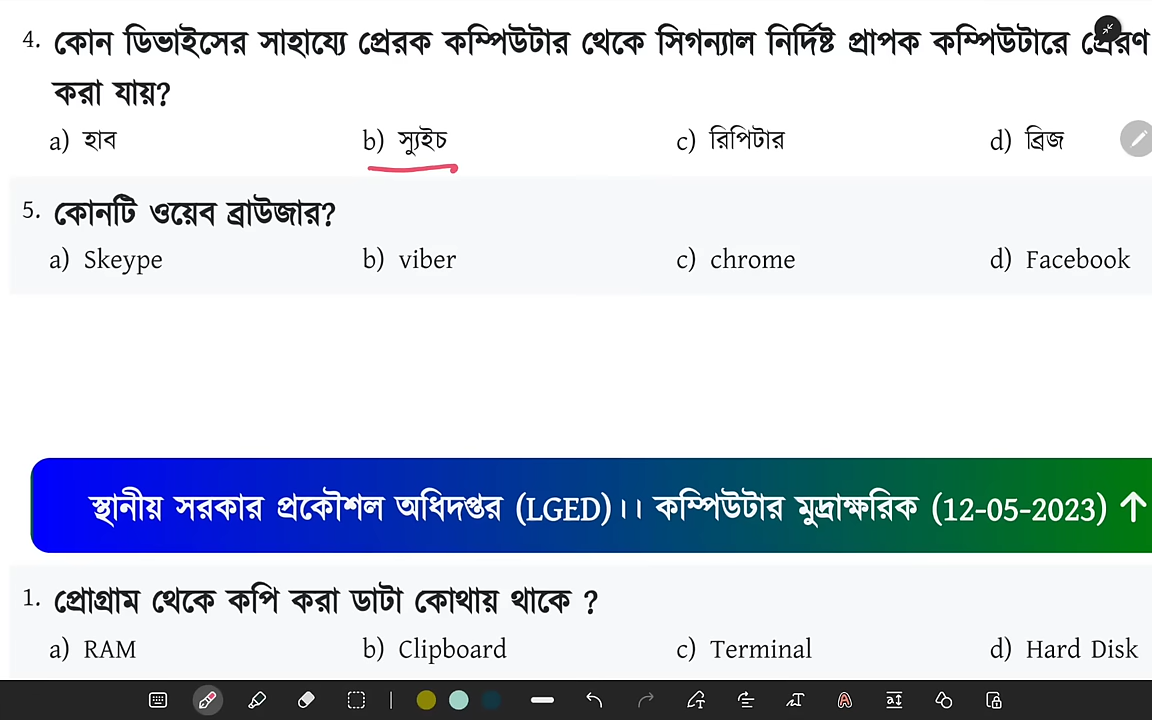 4. কোন ডিভাইসের সাহায্যে প্রেরক কম্পিউটার থেকে সিগন্যাল নির্দিষ্ট প্রাপক কম্পিউটারে প্রেরণ
করা যায়?
a) হাব b) স্যুইচ c) রিপিটার d) ব্রিজ
5. কোনটি ওয়েব ব্রাউজার?
a) Skeype b) viber c) chrome d) Facebook
স্থানীয় সরকার প্রকৌশল অধিদপ্তর (LGED)।। কম্পিউটার মুদ্রাক্ষরিক (12-05-2023) ↑
1. প্রোগ্রাম থেকে কপি করা ডাটা কোথায় থাকে ?
a) RAM b) Clipboard c) Terminal d) Hard Disk